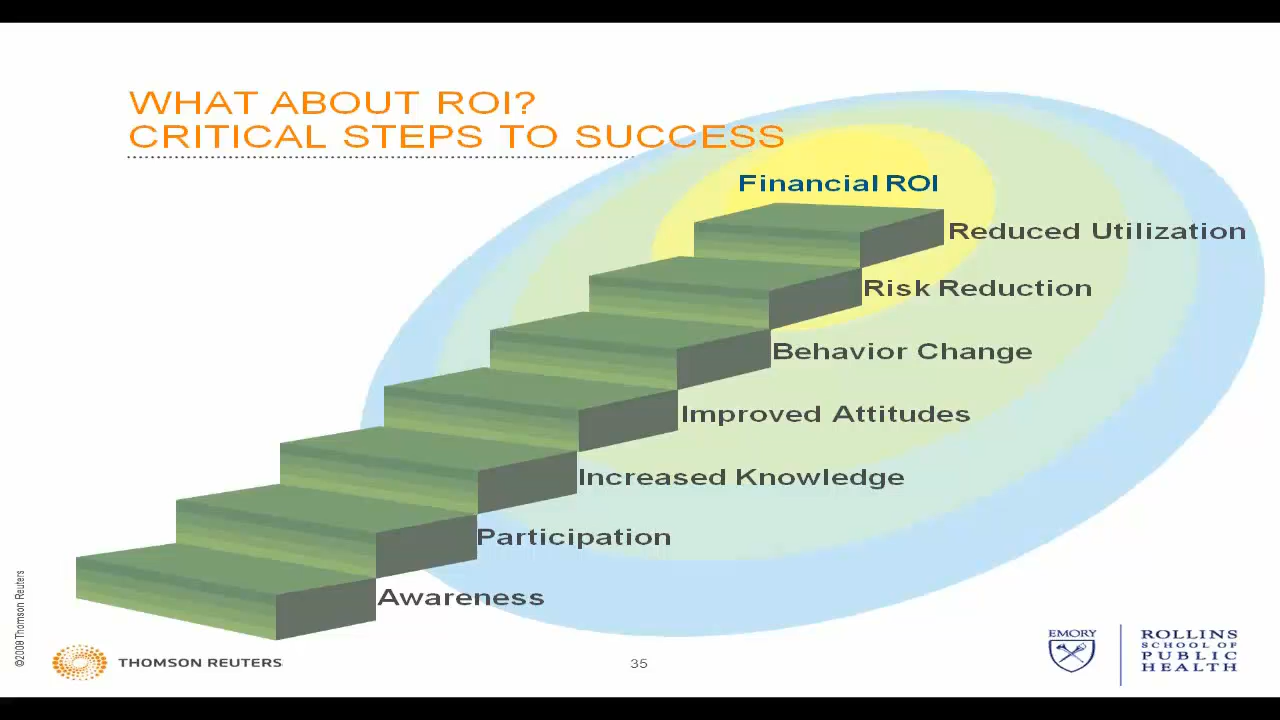 WHAT ABOUT ROI?
CRITICAL STEPS TO SUCCESS
Financial ROI
Reduced Utilization
Risk Reduction
Behavior Change
Improved Attitudes
Increased Knowledge
Participation
Awareness
©2009 Thomson Reuters
THOMSON REUTERS
35
EMORY
ROLLINS
SCHOOL OF
PUBLIC
HEALTH